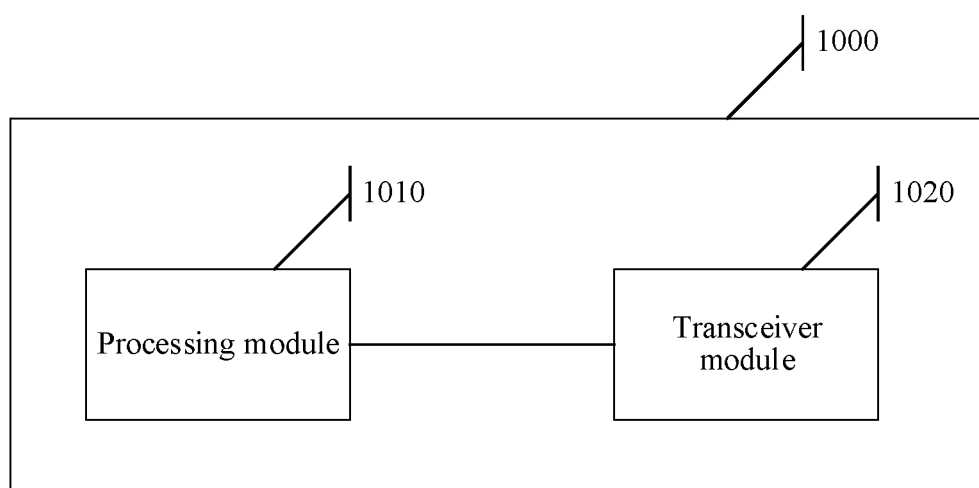 1000
1010
1020
Processing module
Transceiver
module